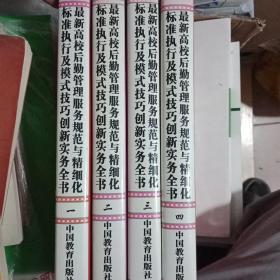 最新高校后勤管理服务规范与精细化
标准执行及模式技巧创新实务全书
一
中国教育出版社
最新高校后勤管理服务规范与精细化
标准执行及模式技巧创新实务全书
二
中国教育出版社
最新高校后勤管理服务规范与精细化
标准执行及模式技巧创新实务全书
三
中国教育出版社
最新高校后勤管理服务规范与精细化
标准执行及模式技巧创新实务全书
四
中国教育出版社